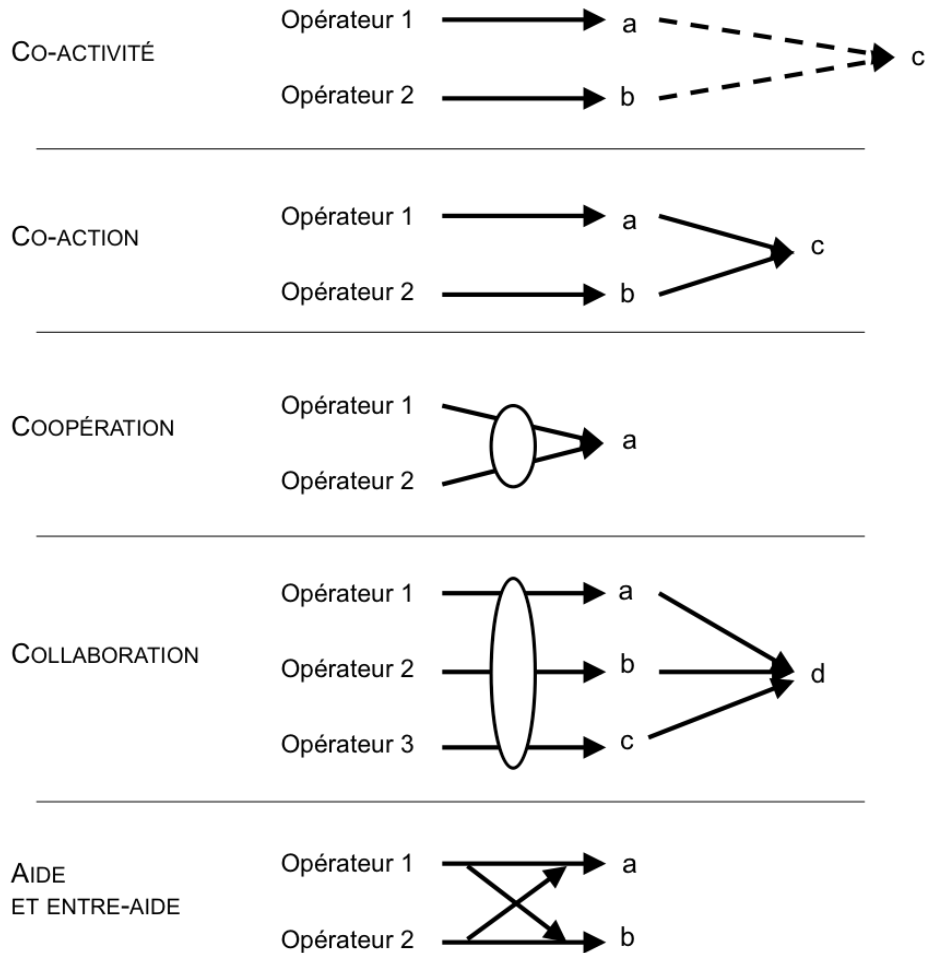 CO-ACTIVITÉ
Opérateur 1
a
c
Opérateur 2
b
CO-ACTION
Opérateur 1
a
c
Opérateur 2
b
COOPÉRATION
Opérateur 1
a
Opérateur 2
COLLABORATION
Opérateur 1
a
Opérateur 2
b
d
Opérateur 3
c
AIDE
ET ENTRE-AIDE
Opérateur 1
a
Opérateur 2
b